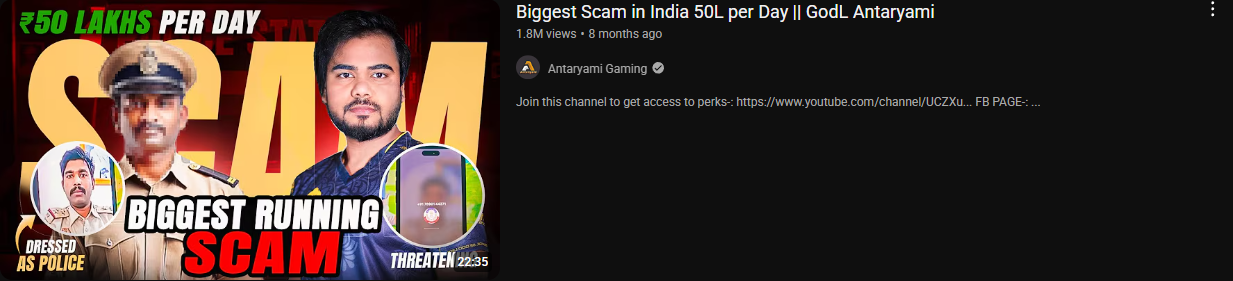 ₹50 LAKHS PER DAY
SCAM
BIGGEST RUNNING
SCAM
DRESSED
AS POLICE
THREATEN
22:35
Biggest Scam in India 50L per Day || GodL Antaryami
1.8M views • 8 months ago
Antaryami Gaming
Join this channel to get access to perks-: https://www.youtube.com/channel/UCZXu... FB PAGE-: ...